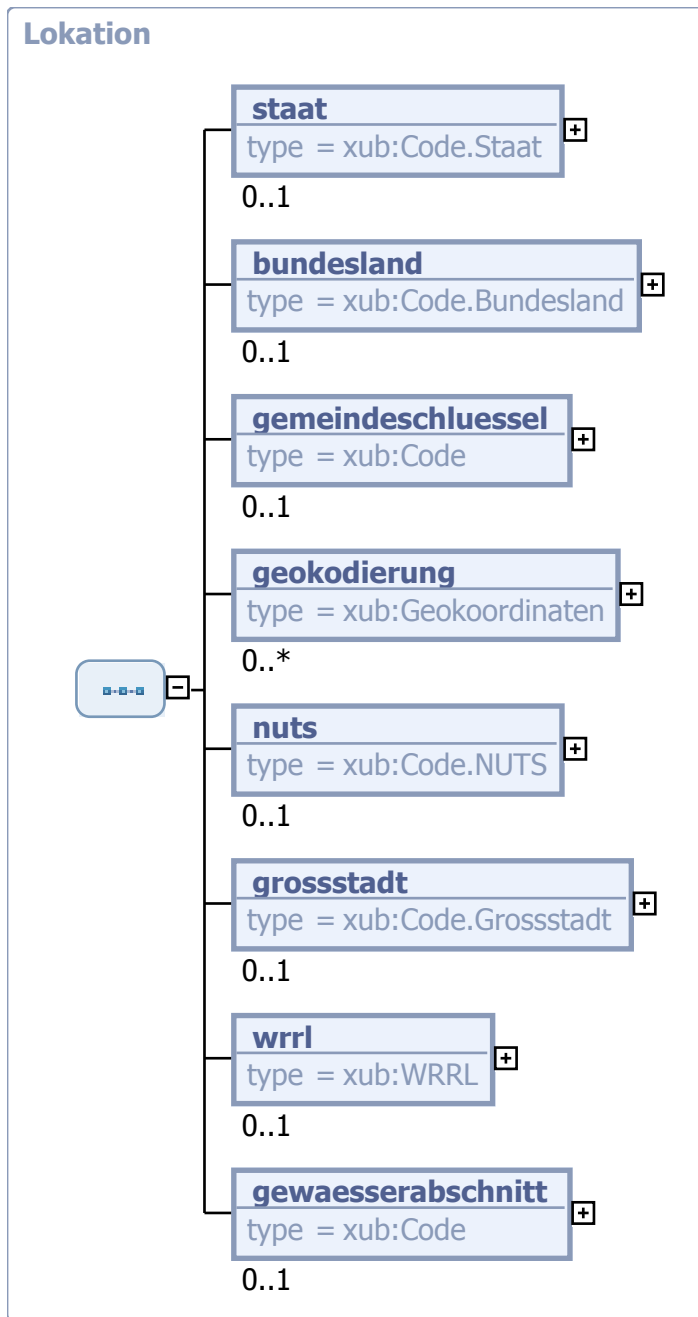 Lokation
staat
type = xub:Code.Staat
0..1
bundesland
type = xub:Code.Bundesland
0..1
gemeindeschluessel
type = xub:Code
0..1
geokodierung
type = xub:Geokoordinaten
0..*
nuts
type = xub:Code.NUTS
0..1
grossstadt
type = xub:Code.Grossstadt
0..1
wrrl
type = xub:WRRL
0..1
gewaesserabschnitt
type = xub:Code
0..1